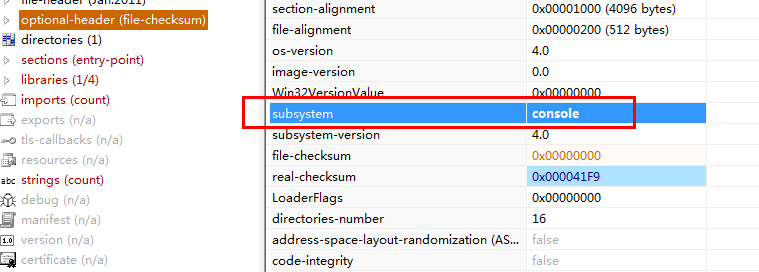 file-header (Jan.2011)
optional-header (file-checksum)
directories (1)
sections (entry-point)
libraries (1/4)
imports (count)
exports (n/a)
tls-callbacks (n/a)
resources (n/a)
abc strings (count)
debug (n/a)
manifest (n/a)
1.0 version (n/a)
certificate (n/a)
section-alignment 0x00001000 (4096 bytes)
file-alignment 0x00000200 (512 bytes)
os-version 4.0
image-version 0.0
Win32VersionValue 0x00000000
subsystem console
subsystem-version 4.0
file-checksum 0x00000000
real-checksum 0x000041F9
LoaderFlags 0x00000000
directories-number 16
address-space-layout-randomization (AS... false
code-integrity false